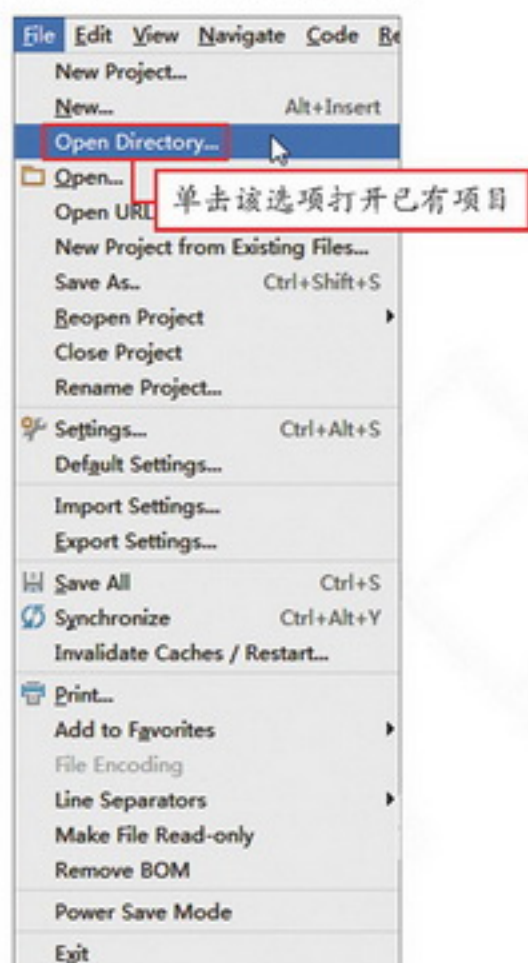 File Edit View Navigate Code Re
New Project...
New... Alt+Insert
Open Directory...
Open...
单击该选项打开已有项目
Open URL
New Project from Existing Files...
Save As.. Ctrl+Shift+S
Reopen Project
Close Project
Rename Project...
Settings... Ctrl+Alt+S
Default Settings...
Import Settings...
Export Settings...
Save All Ctrl+S
Synchronize Ctrl+Alt+Y
Invalidate Caches / Restart...
Print...
Add to Favorites
File Encoding
Line Separators
Make File Read-only
Remove BOM
Power Save Mode
Exit